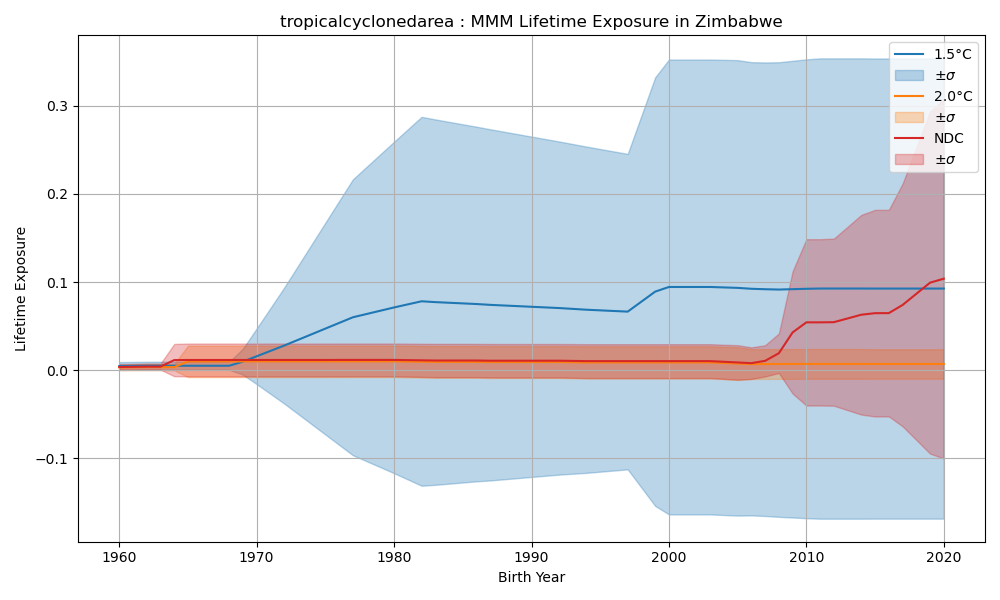 tropicalcyclonedarea : MMM Lifetime Exposure in Zimbabwe
1.5°C
±σ
2.0°C
±σ
NDC
±σ
Lifetime Exposure
0.3
0.2
0.1
0.0
−0.1
1960 1970 1980 1990 2000 2010 2020
Birth Year